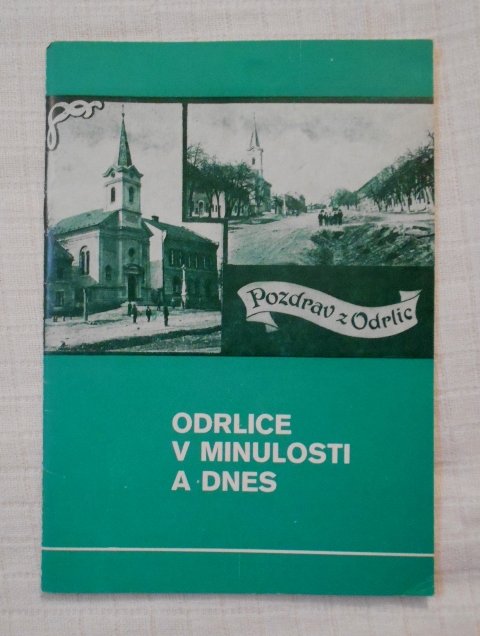 Pozdrav z Odrlic
ODRLICE
V MINULOSTI
A DNES